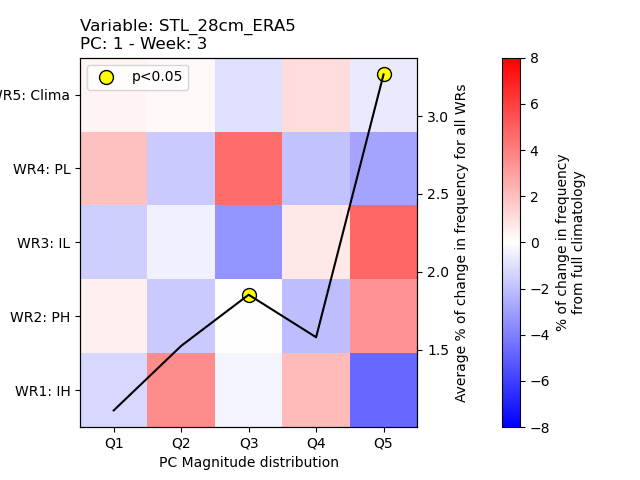 Variable: STL_28cm_ERA5
PC: 1 - Week: 3
p<0.05
WR5: Clima
WR4: PL
WR3: IL
WR2: PH
WR1: IH
Q1 Q2 Q3 Q4 Q5
PC Magnitude distribution
3.0
2.5
2.0
1.5
Average % of change in frequency for all WRs
8
6
4
2
0
−2
−4
−6
−8
% of change in frequency
from full climatology